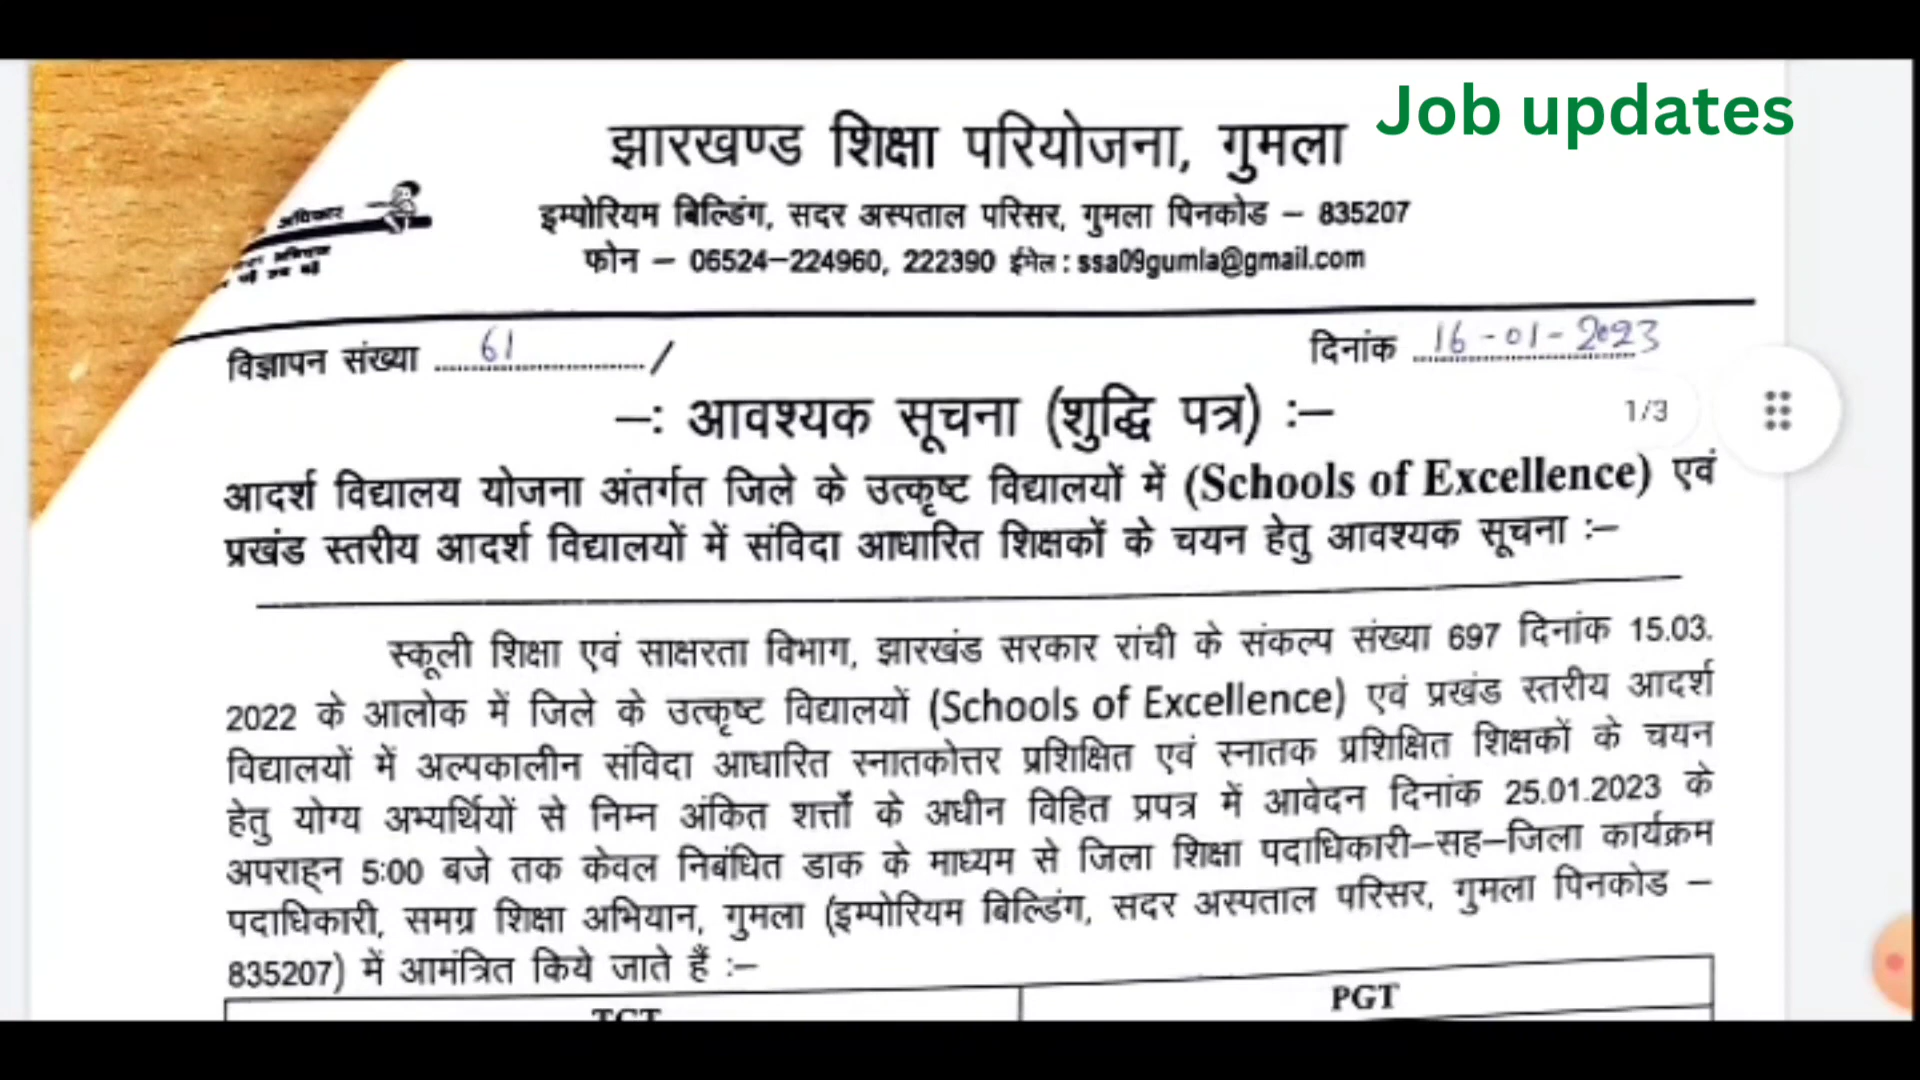 Job updates
झारखण्ड शिक्षा परियोजना, गुमला
इम्पोरियम बिल्डिंग, सदर अस्पताल परिसर, गुमला पिनकोड – 835207
फोन – 06524–224960, 222390 ईमेल : ssa09gumla@gmail.com
अधिकार
विज्ञापन संख्या ....61..../
दिनांक 16-01-2023
–: आवश्यक सूचना (शुद्धि पत्र) :–
1/3
आदर्श विद्यालय योजना अंतर्गत जिले के उत्कृष्ट विद्यालयों में (Schools of Excellence) एवं
प्रखंड स्तरीय आदर्श विद्यालयों में संविदा आधारित शिक्षकों के चयन हेतु आवश्यक सूचना :–
स्कूली शिक्षा एवं साक्षरता विभाग, झारखंड सरकार रांची के संकल्प संख्या 697 दिनांक 15.03.
2022 के आलोक में जिले के उत्कृष्ट विद्यालयों (Schools of Excellence) एवं प्रखंड स्तरीय आदर्श
विद्यालयों में अल्पकालीन संविदा आधारित स्नातकोत्तर प्रशिक्षित एवं स्नातक प्रशिक्षित शिक्षकों के चयन
हेतु योग्य अभ्यर्थियों से निम्न अंकित शर्त्तों के अधीन विहित प्रपत्र में आवेदन दिनांक 25.01.2023 के
अपराह्न 5:00 बजे तक केवल निबंधित डाक के माध्यम से जिला शिक्षा पदाधिकारी–सह–जिला कार्यक्रम
पदाधिकारी, समग्र शिक्षा अभियान, गुमला (इम्पोरियम बिल्डिंग, सदर अस्पताल परिसर, गुमला पिनकोड –
835207) में आमंत्रित किये जाते हैं :–
TGT
PGT